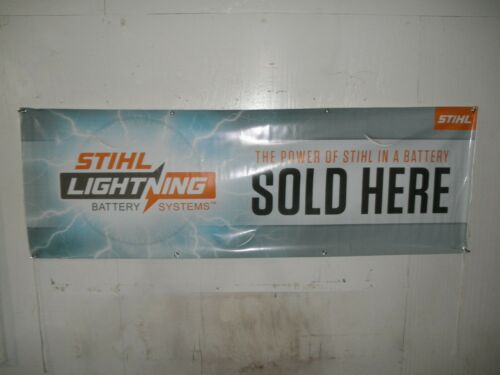 STIHL
STIHL
LIGHTNING
BATTERY SYSTEMS™
THE POWER OF STIHL IN A BATTERY
SOLD HERE